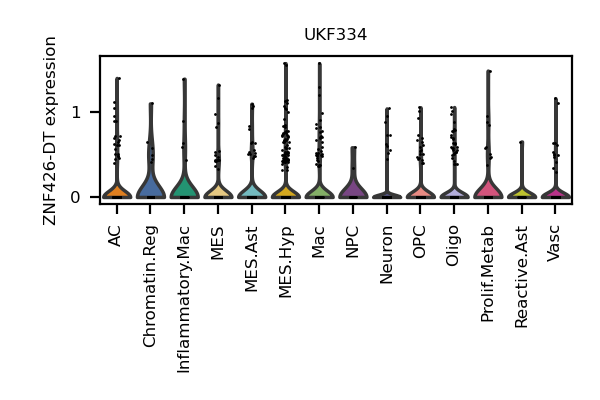 UKF334
ZNF426-DT expression
1
0
AC
Chromatin.Reg
Inflammatory.Mac
MES
MES.Ast
MES.Hyp
Mac
NPC
Neuron
OPC
Oligo
Prolif.Metab
Reactive.Ast
Vasc